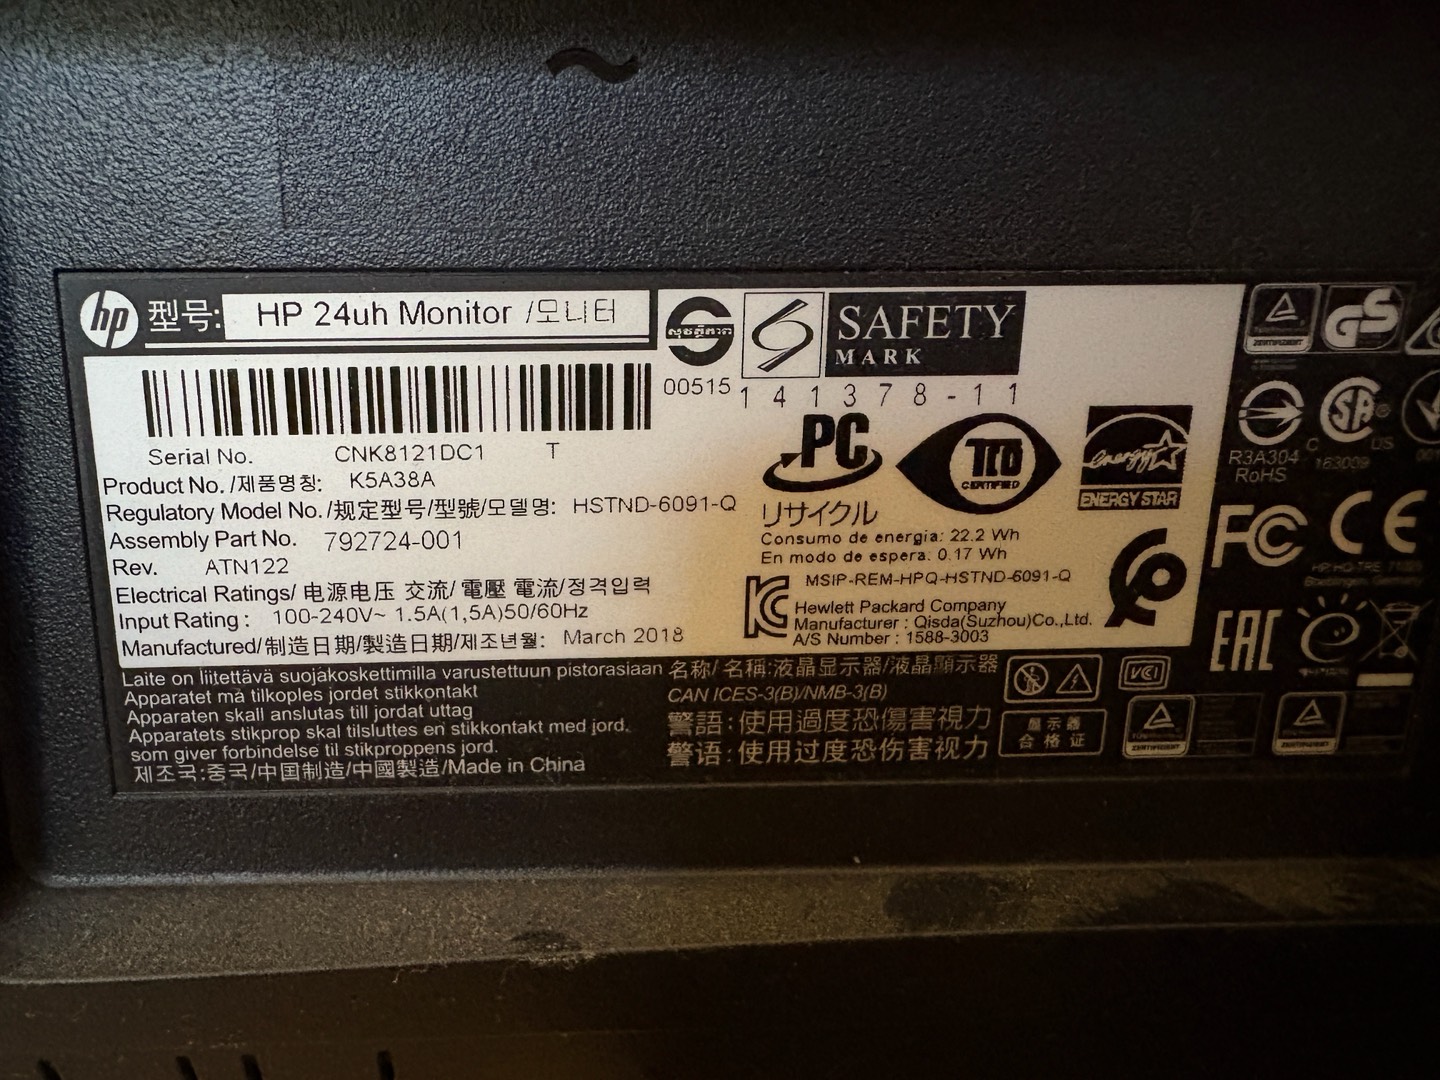 ~
hp 型号: HP 24uh Monitor /모니터
SAFETY
MARK
00515
141378-11
Serial No. CNK8121DC1 T
Product No./제품명칭: K5A38A
Regulatory Model No./规定型号/型號/모델명: HSTND-6091-Q
Assembly Part No. 792724-001
Rev. ATN122
Electrical Ratings/ 电源电压 交流/ 電壓 電流/정격입력
Input Rating : 100-240V~ 1.5A(1,5A)50/60Hz
Manufactured/制造日期/製造日期/제조년월: March 2018
PC
リサイクル
TCO
CERTIFIED
energy
ENERGY STAR
Consumo de energia: 22.2 Wh
En modo de espera: 0.17 Wh
MSIP-REM-HPQ-HSTND-6091-Q
Hewlett Packard Company
Manufacturer : Qisda(Suzhou)Co.,Ltd.
A/S Number : 1588-3003
GS
SA
C US
R3A304
RoHS
163009
FC CE
EAC
Laite on liitettävä suojakoskettimilla varustettuun pistorasiaan
Apparatet må tilkoples jordet stikkontakt
Apparaten skall anslutas till jordat uttag
Apparatets stikprop skal tilsluttes en stikkontakt med jord,
som giver forbindelse til stikproppens jord.
제조국:중국/中国制造/中國製造/Made in China
名称/ 名稱:液晶显示器/液晶顯示器
CAN ICES-3(B)/NMB-3(B)
警語:使用過度恐傷害視力
警语:使用过度恐伤害视力
VCI
显示器
合格证